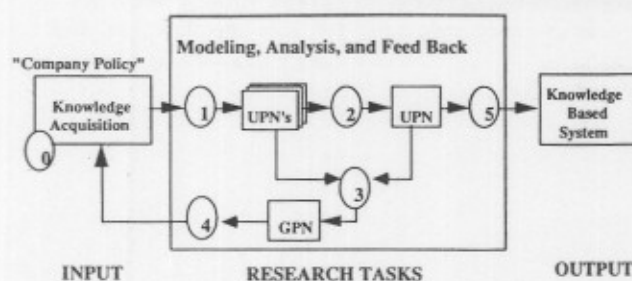 Modeling, Analysis, and Feed Back
"Company Policy"
Knowledge
Acquisition
0
1
UPN's
2
UPN
5
Knowledge
Based
System
3
4
GPN
INPUT
RESEARCH TASKS
OUTPUT